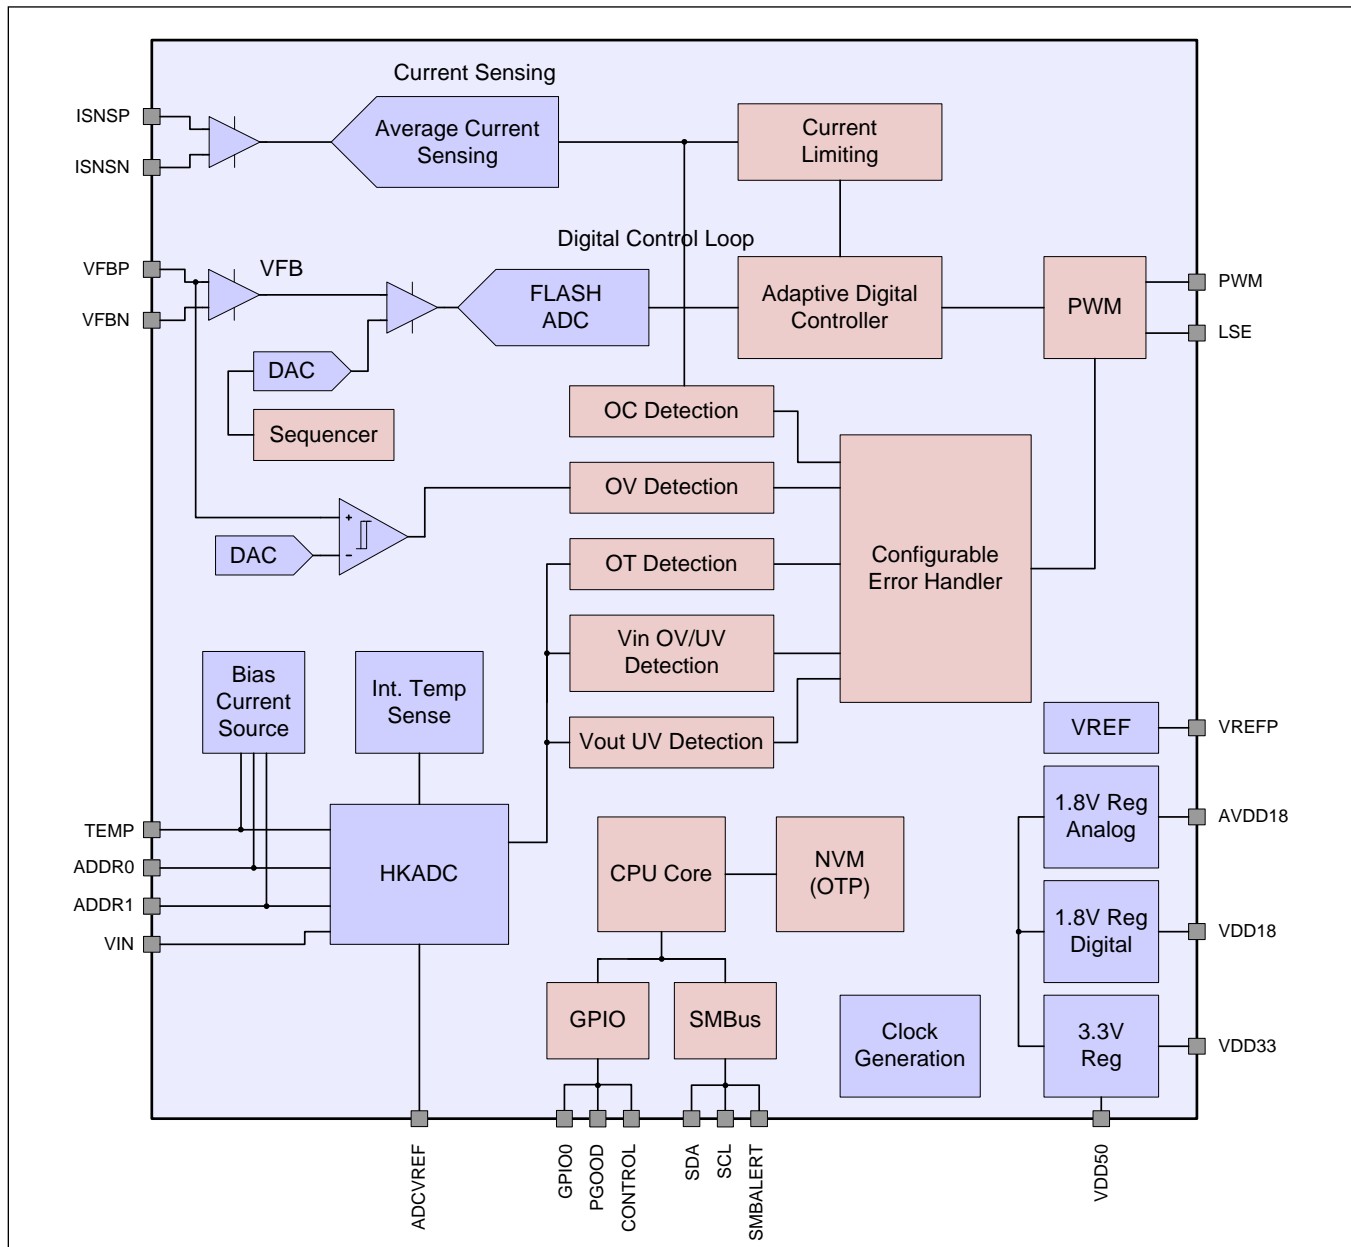 Current Sensing
ISNSP
ISNSN
Average Current
Sensing
Current
Limiting
Digital Control Loop
VFBP
VFBN
VFB
FLASH
ADC
Adaptive Digital
Controller
PWM
PWM
LSE
DAC
Sequencer
OC Detection
OV Detection
+
-
DAC
OT Detection
Configurable
Error Handler
Vin OV/UV
Detection
Vout UV Detection
Bias
Current
Source
Int. Temp
Sense
VREF
VREFP
TEMP
ADDR0
ADDR1
VIN
HKADC
CPU Core
NVM
(OTP)
1.8V Reg
Analog
AVDD18
1.8V Reg
Digital
VDD18
GPIO
SMBus
Clock
Generation
3.3V
Reg
VDD33
ADCVREF
GPIO0
PGOOD
CONTROL
SDA
SCL
SMBALERT
VDD50